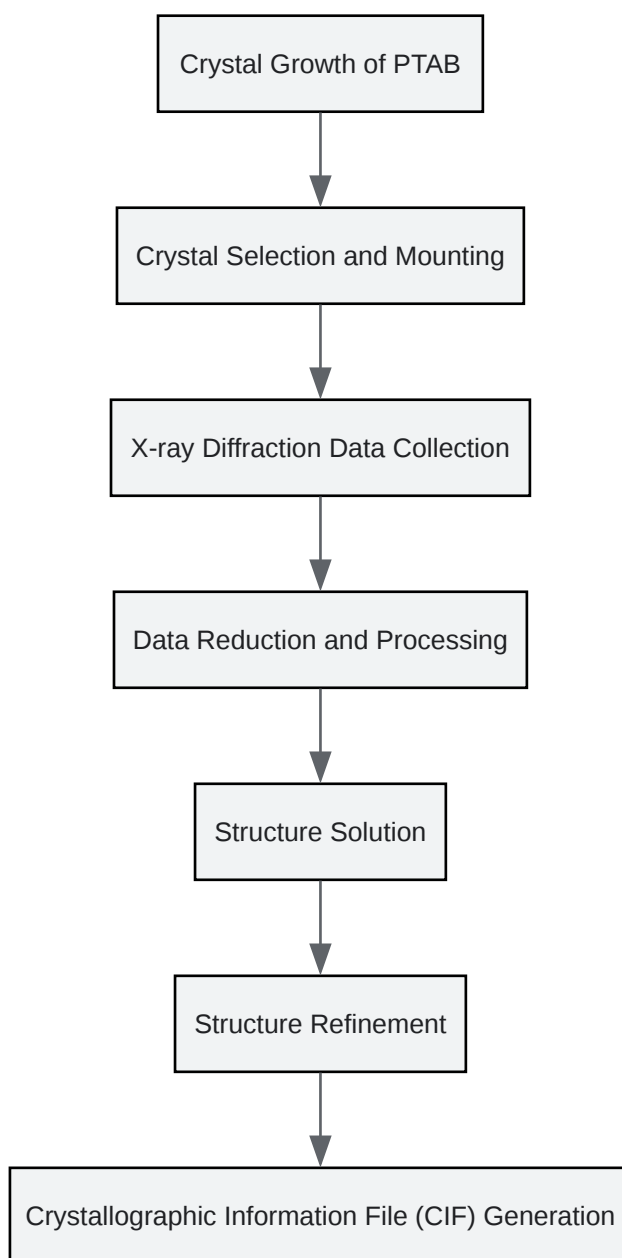 Crystal Growth of PTAB
Crystal Selection and Mounting
X-ray Diffraction Data Collection
Data Reduction and Processing
Structure Solution
Structure Refinement
Crystallographic Information File (CIF) Generation